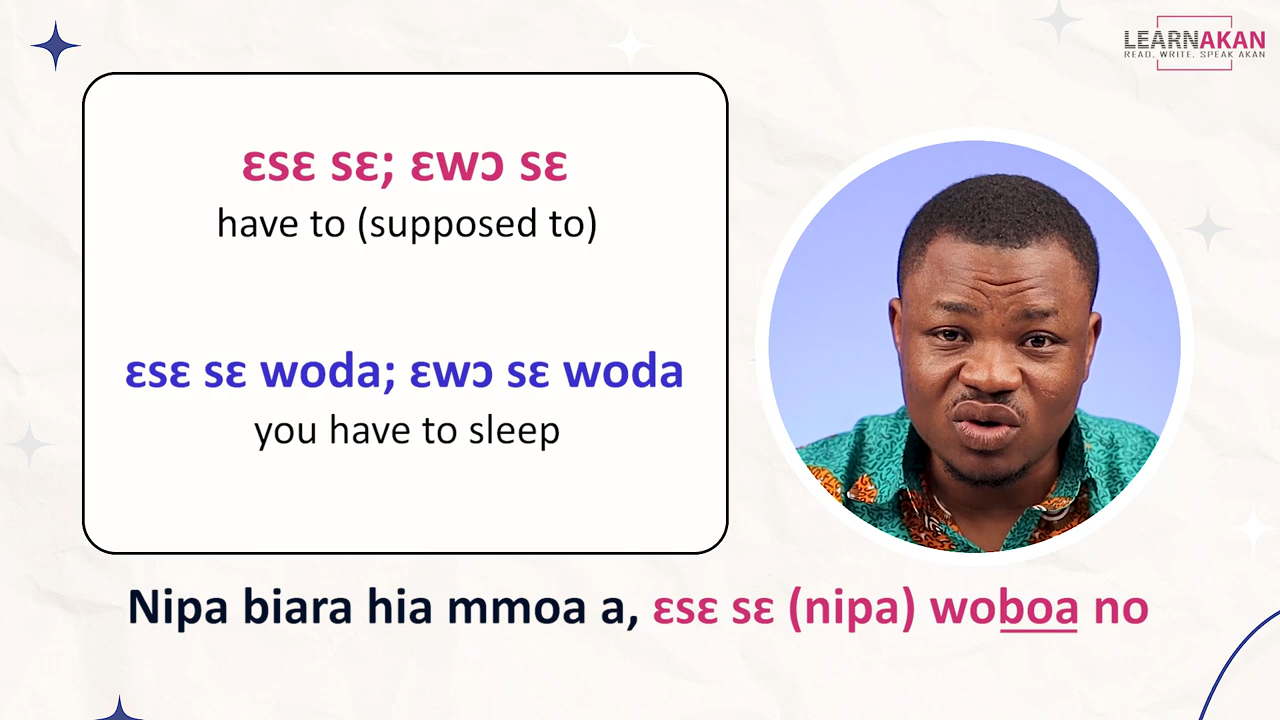 LEARNAKAN
READ. WRITE. SPEAK AKAN
ɛsɛ sɛ; ɛwɔ sɛ
have to (supposed to)
ɛsɛ sɛ woda; ɛwɔ sɛ woda
you have to sleep
Nipa biara hia mmoa a, ɛsɛ sɛ (nipa) woboa no